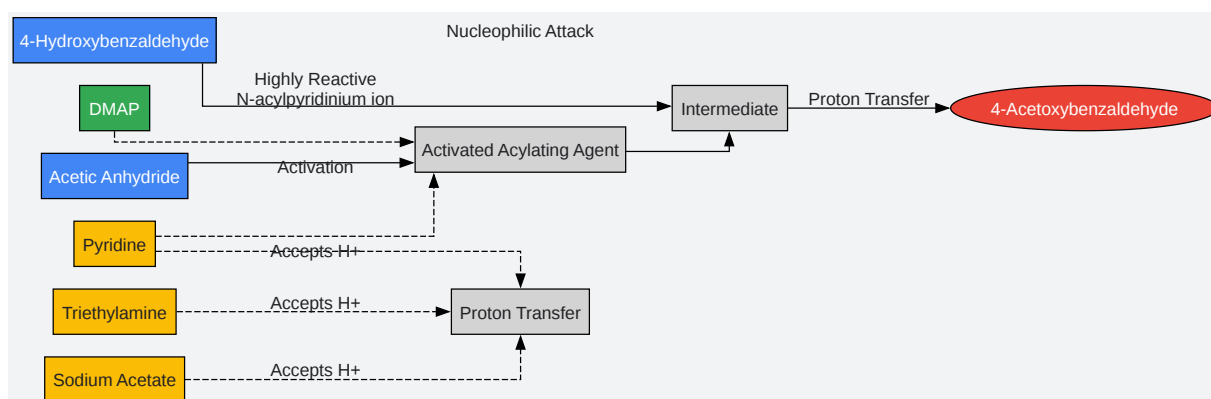 4-Hydroxybenzaldehyde
Nucleophilic Attack
Highly Reactive
N-acylpyridinium ion
DMAP
Intermediate
Proton Transfer
4-Acetoxybenzaldehyde
Activated Acylating Agent
Acetic Anhydride
Activation
Pyridine
Accepts H+
Triethylamine
Accepts H+
Proton Transfer
Sodium Acetate
Accepts H+